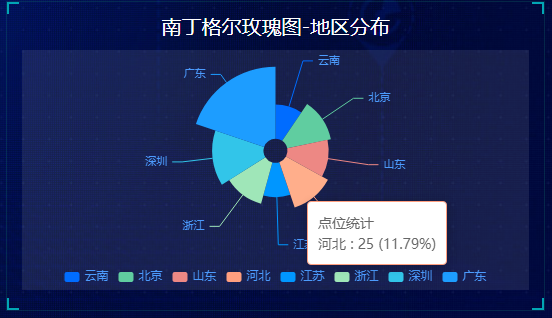 南丁格尔玫瑰图-地区分布
云南
广东
北京
深圳
山东
浙江
江
点位统计
河北 : 25 (11.79%)
云南 北京 山东 河北 江苏 浙江 深圳 广东